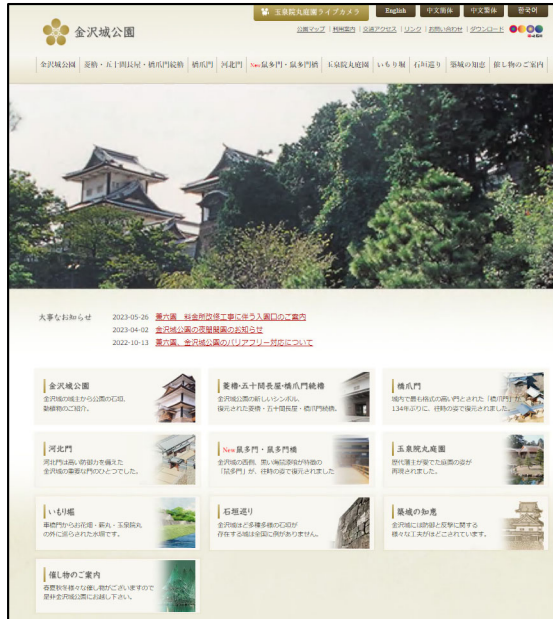 玉泉院丸庭園ライブカメラ
English
中文简体
中文繁体
한국어
金沢城公園
公園マップ | 利用案内 | 交通アクセス | リンク | お問い合わせ | ダウンロード
金沢城公園 菱櫓・五十間長屋・橋爪門続櫓 橋爪門 河北門 New鼠多門・鼠多門橋 玉泉院丸庭園 いもり堀 石垣巡り 築城の知恵 催し物のご案内
大事なお知らせ
2023-05-26 兼六園 料金所改修工事に伴う入園口のご案内
2023-04-02 金沢城公園の夜間開園のお知らせ
2022-10-13 兼六園、金沢城公園のバリアフリー対応について
金沢城公園
金沢城の城主から公園の石垣、
動植物のご紹介。
菱櫓・五十間長屋・橋爪門続櫓
金沢城公園の新しいシンボル、
復元された菱櫓・五十間長屋・橋爪門続櫓。
橋爪門
城内で最も格式の高い門とされた「橋爪門」が
134年ぶりに、往時の姿で復元されました。
河北門
河北門は高い防御力を備えた
金沢城の重要な門のひとつでした。
New鼠多門・鼠多門橋
金沢城の西側、黒い海鼠漆喰が特徴の
「鼠多門」が、往時の姿で復元されました
玉泉院丸庭園
歴代藩主が愛でた庭園の姿が
再現されました。
いもり堀
車橋門からお花畑・新丸・玉泉院丸
の外に造らされた水堀です。
石垣巡り
金沢城ほど多種多様の石垣が
存在する城は全国に例がありません。
築城の知恵
金沢城には防御と反撃に関する
様々な工夫がほどこされています。
催し物のご案内
春夏秋冬様々な催し物がございますので
是非金沢城公園にお越し下さい。